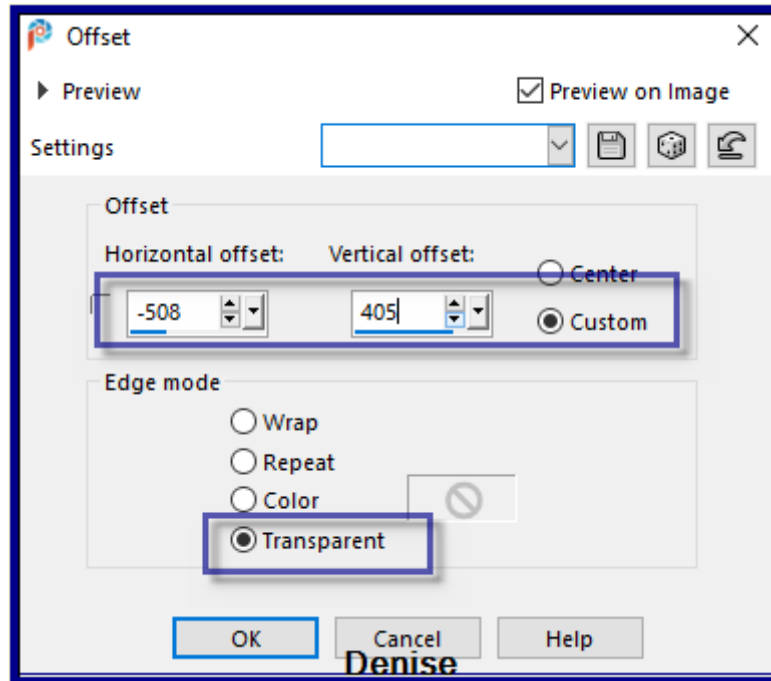 Offset
Preview
Preview on Image
Settings
Offset
Horizontal offset: Vertical offset:
Center
-508 405
Custom
Edge mode
Wrap
Repeat
Color
Transparent
OK Cancel Help
Denise